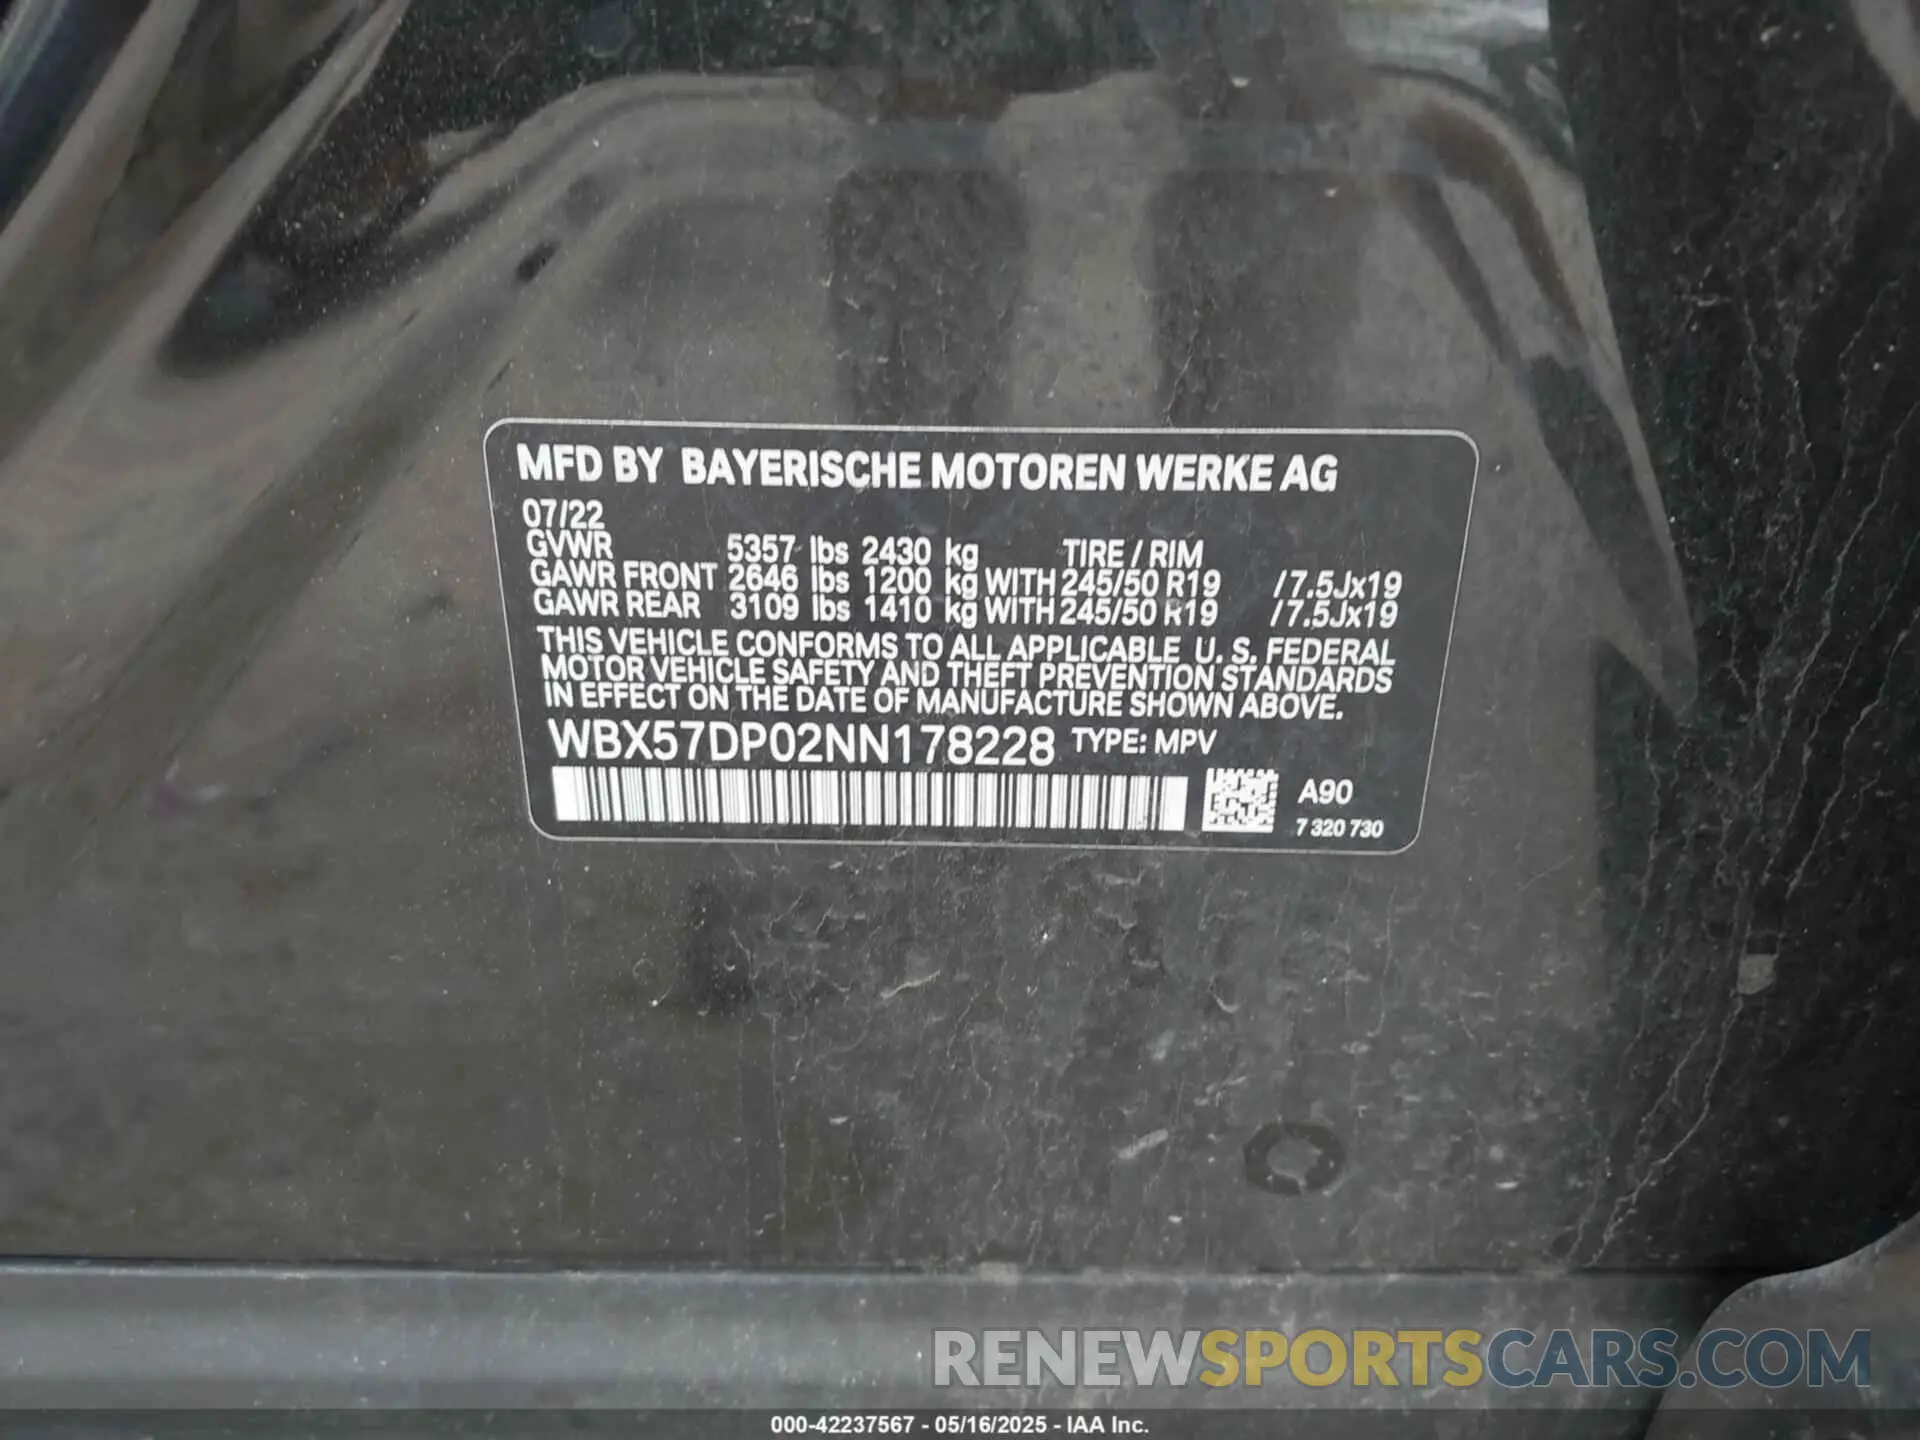 MFD BY BAYERISCHE MOTOREN WERKE AG
07/22
GVWR 5357 lbs 2430 kg TIRE / RIM
GAWR FRONT 2646 lbs 1200 kg WITH 245/50 R19 /7.5Jx19
GAWR REAR 3109 lbs 1410 kg WITH 245/50 R19 /7.5Jx19
THIS VEHICLE CONFORMS TO ALL APPLICABLE U. S. FEDERAL
MOTOR VEHICLE SAFETY AND THEFT PREVENTION STANDARDS
IN EFFECT ON THE DATE OF MANUFACTURE SHOWN ABOVE.
WBX57DP02NN178228 TYPE: MPV
A90
7 320 730
RENEWSPORTSCARS.COM
000-42237567 - 05/16/2025 - IAA Inc.